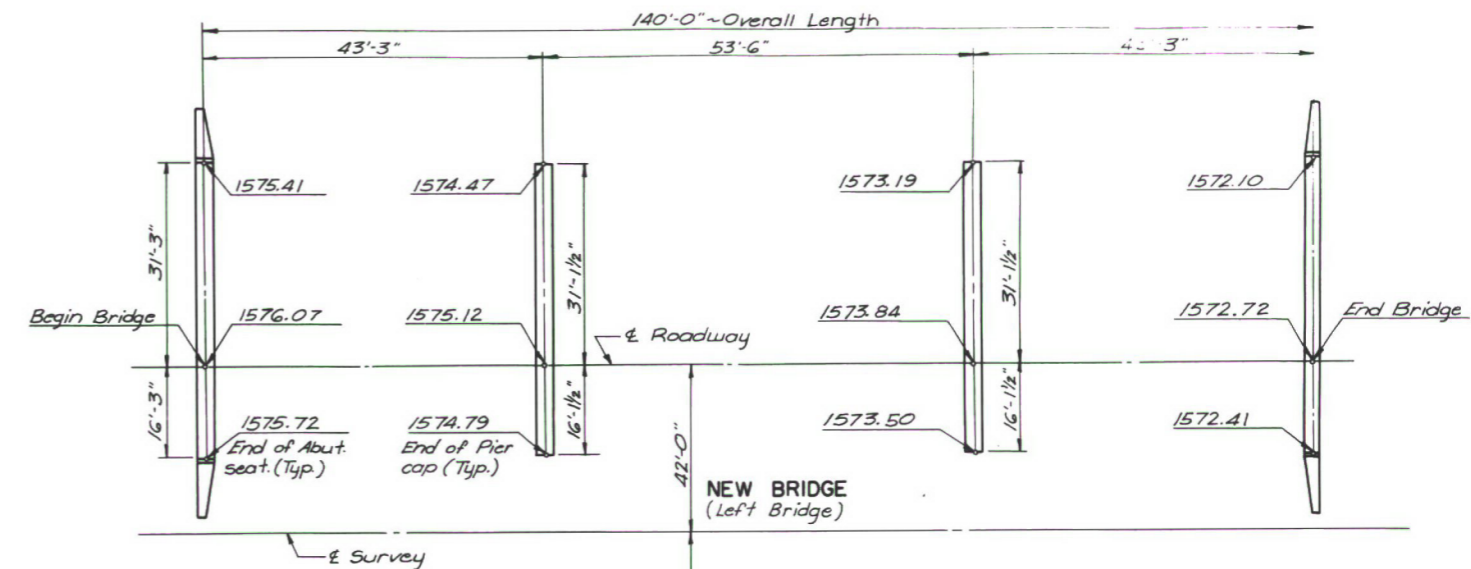 140'-0" ~ Overall Length
43'-3"
53'-6"
3"
1575.41
1574.47
1573.19
1572.10
31'-3"
31'-1½"
31'-1½"
Begin Bridge
1576.07
1575.12
℄ Roadway
1573.84
1572.72
End Bridge
16'-3"
1575.72
End of Abut.
seat. (Typ.)
1574.79
End of Pier
cap (Typ.)
16'-1½"
42'-0"
1573.50
16'-1½"
1572.41
NEW BRIDGE
(Left Bridge)
℄ Survey